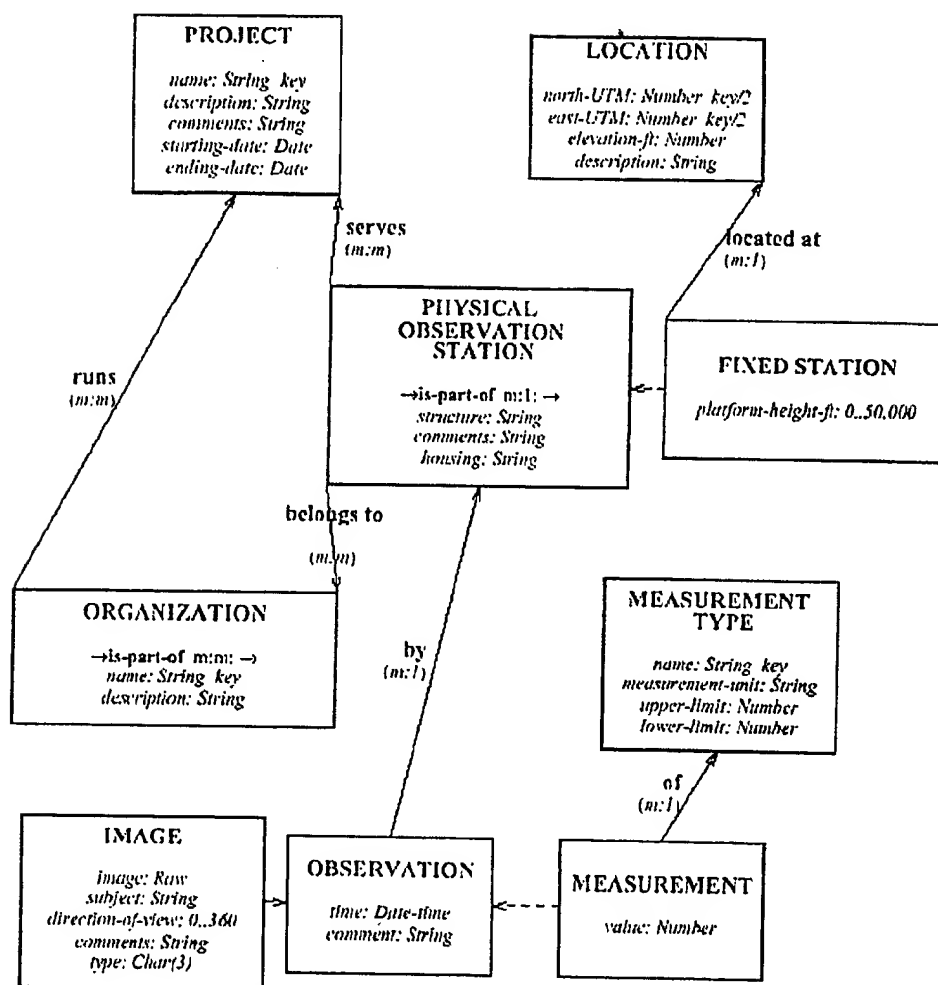 PROJECT
name: String key
description: String
comments: String
starting-date: Date
ending-date: Date
LOCATION
north-UTM: Number key/2
east-UTM: Number key/2
elevation-ft: Number
description: String
serves
(m:m)
located at
(m:1)
PHYSICAL
OBSERVATION
STATION
→is-part-of m:1: →
structure: String
comments: String
housing: String
FIXED STATION
platform-height-ft: 0..50,000
runs
(m:m)
belongs to
(m:m)
ORGANIZATION
→is-part-of m:m: →
name: String key
description: String
by
(m:1)
MEASUREMENT
TYPE
name: String key
measurement-unit: String
upper-limit: Number
lower-limit: Number
of
(m:1)
IMAGE
image: Raw
subject: String
direction-of-view: 0..360
comments: String
type: Char(3)
OBSERVATION
time: Date-time
comment: String
MEASUREMENT
value: Number